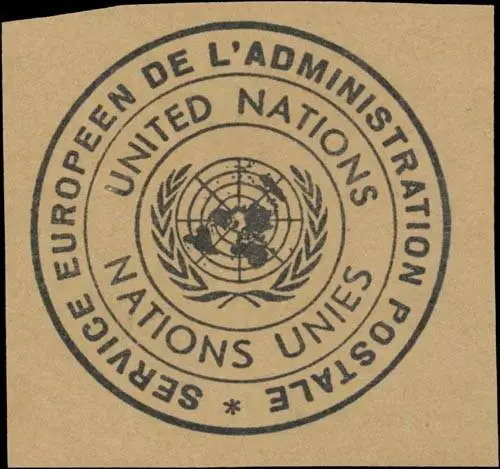 SERVICE EUROPEEN DE L'ADMINISTRATION POSTALE *
UNITED NATIONS
NATIONS UNIES